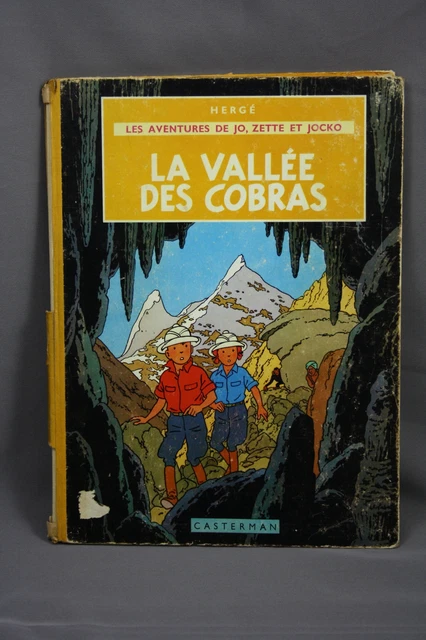 HERGÉ
LES AVENTURES DE JO, ZETTE ET JOCKO
LA VALLÉE
DES COBRAS
CASTERMAN